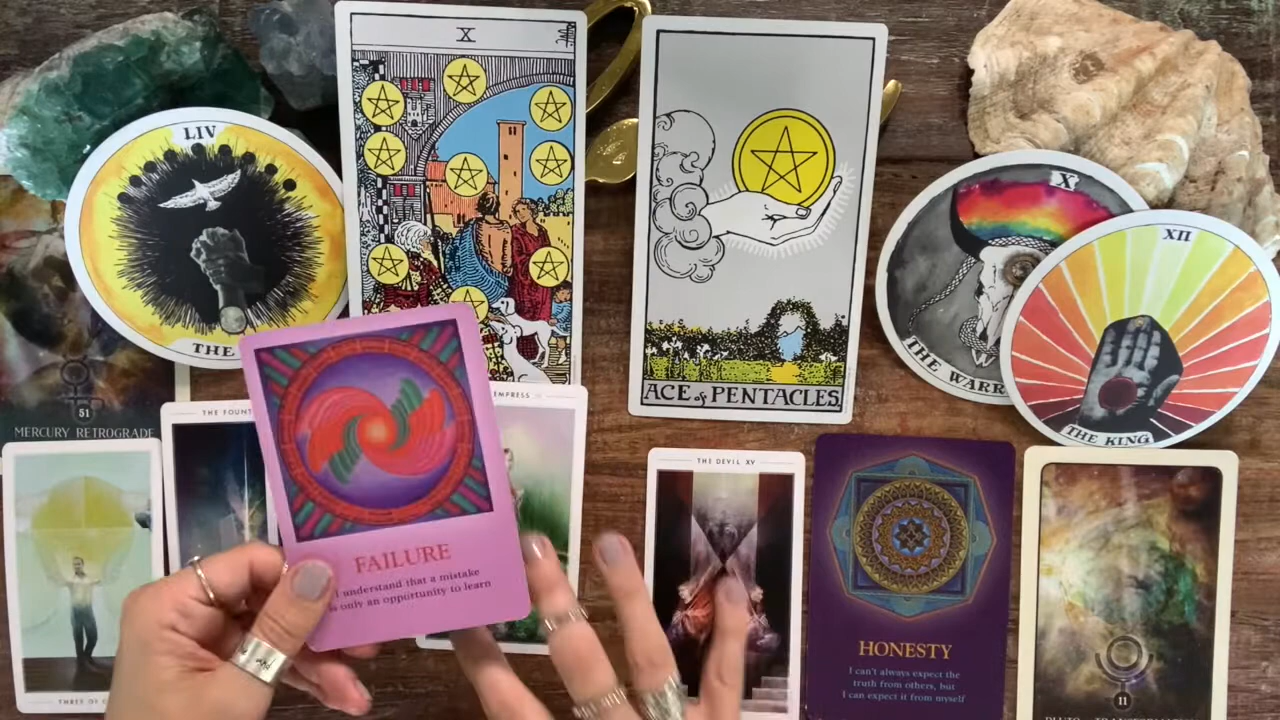 X
LIV
THE
X
THE WARR
XII
THE KING
ACE of PENTACLES.
51
MERCURY RETROGRADE
THE FOUNT
EMPRESS
THE DEVIL XV
THREE OF
FAILURE
I understand that a mistake
is only an opportunity to learn
HONESTY
I can't always expect the
truth from others, but
I can expect it from myself
11